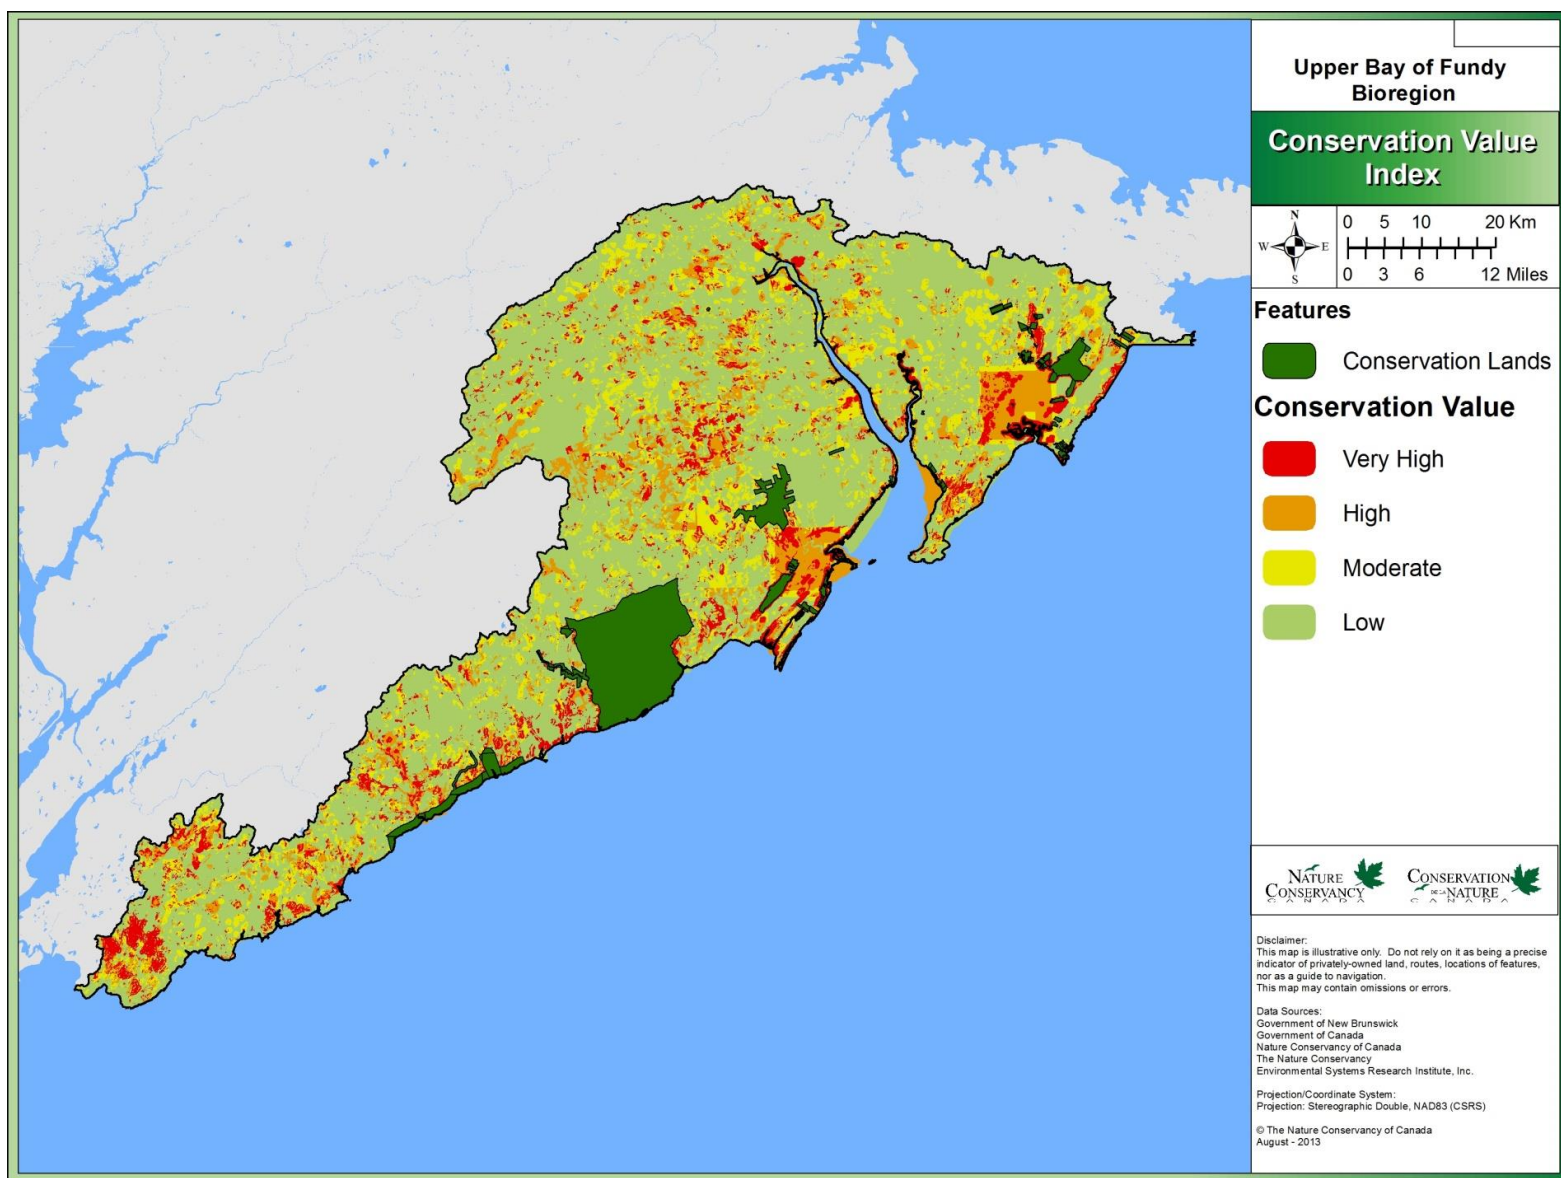 Upper Bay of Fundy
Bioregion
Conservation Value
Index
N
W E
S
0 5 10 20 Km
0 3 6 12 Miles
Features
Conservation Lands
Conservation Value
Very High
High
Moderate
Low
NATURE
CONSERVANCY
CANADA
CONSERVATION
DE LA NATURE
CANADA
Disclaimer:
This map is illustrative only. Do not rely on it as being a precise
indicator of privately-owned land, routes, locations of features,
nor as a guide to navigation.
This map may contain omissions or errors.
Data Sources:
Government of New Brunswick
Government of Canada
Nature Conservancy of Canada
The Nature Conservancy
Environmental Systems Research Institute, Inc.
Projection/Coordinate System:
Projection: Stereographic Double, NAD83 (CSRS)
© The Nature Conservancy of Canada
August - 2013